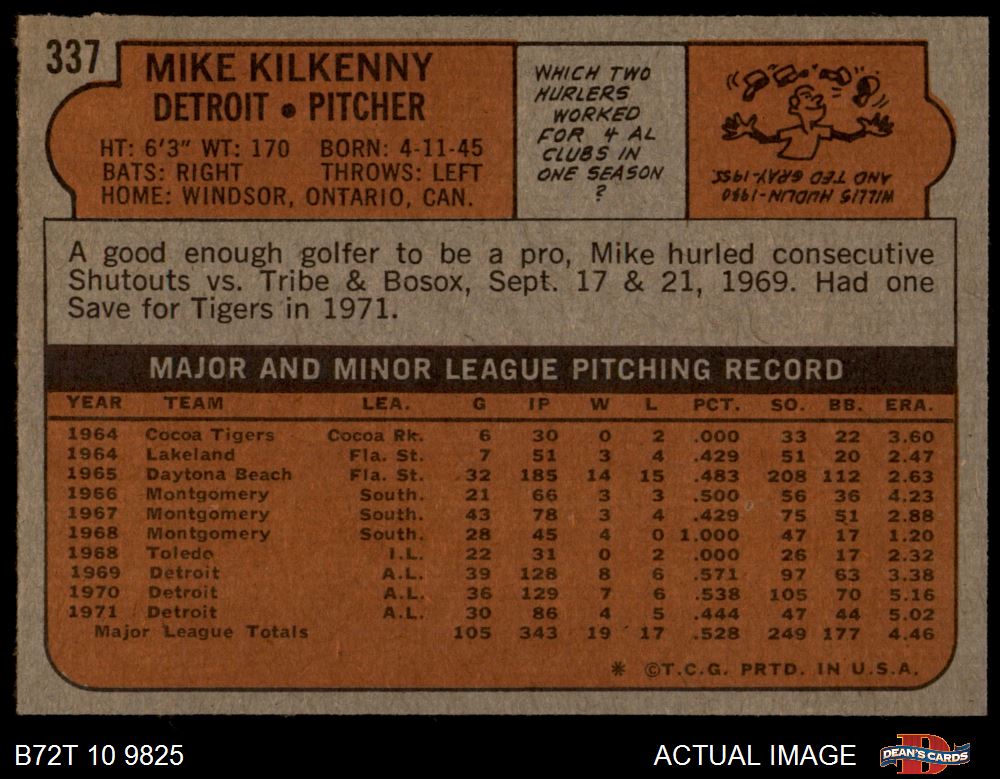 337
MIKE KILKENNY
DETROIT • PITCHER
HT: 6'3" WT: 170 BORN: 4-11-45
BATS: RIGHT THROWS: LEFT
HOME: WINDSOR, ONTARIO, CAN.
WHICH TWO
HURLERS
WORKED
FOR 4 AL
CLUBS IN
ONE SEASON
?
WILLIS HUDLIN-1940
AND TED GRAY-1955
A good enough golfer to be a pro, Mike hurled consecutive
Shutouts vs. Tribe & Bosox, Sept. 17 & 21, 1969. Had one
Save for Tigers in 1971.
MAJOR AND MINOR LEAGUE PITCHING RECORD
YEAR TEAM LEA. G IP W L PCT. SO. BB. ERA.
1964 Cocoa Tigers Cocoa Rk. 6 30 0 2 .000 33 22 3.60
1964 Lakeland Fla. St. 7 51 3 4 .429 51 20 2.47
1965 Daytona Beach Fla. St. 32 185 14 15 .483 208 112 2.63
1966 Montgomery South. 21 66 3 3 .500 56 36 4.23
1967 Montgomery South. 43 78 3 4 .429 75 51 2.88
1968 Montgomery South. 28 45 4 0 1.000 47 17 1.20
1968 Toledo I.L. 22 31 0 2 .000 26 17 2.32
1969 Detroit A.L. 39 128 8 6 .571 97 63 3.38
1970 Detroit A.L. 36 129 7 6 .538 105 70 5.16
1971 Detroit A.L. 30 86 4 5 .444 47 44 5.02
Major League Totals 105 343 19 17 .528 249 177 4.46
* ©T.C.G. PRTD. IN U.S.A.
B72T 10 9825 ACTUAL IMAGE DEAN'S CARDS